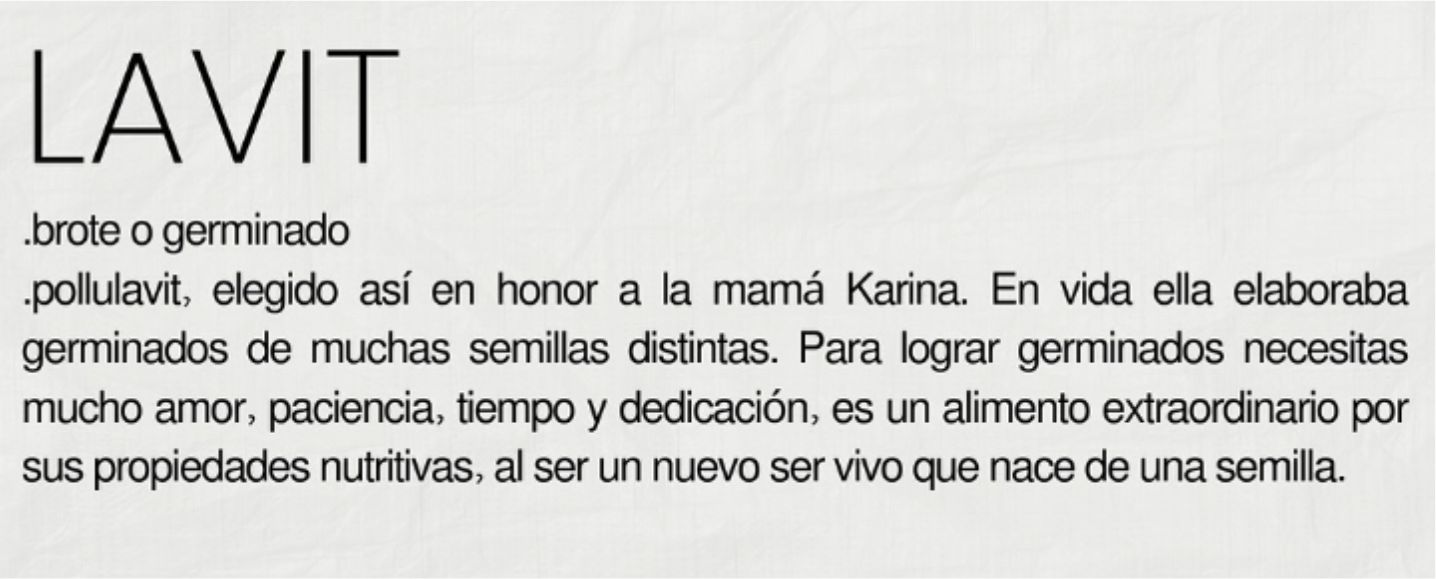 LAVIT
.brote o germinado
.pollulavit, elegido así en honor a la mamá Karina. En vida ella elaboraba
germinados de muchas semillas distintas. Para lograr germinados necesitas
mucho amor, paciencia, tiempo y dedicación, es un alimento extraordinario por
sus propiedades nutritivas, al ser un nuevo ser vivo que nace de una semilla.